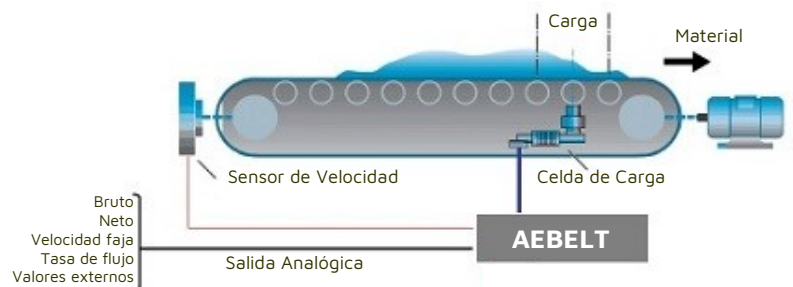 Carga
Material
Sensor de Velocidad
Celda de Carga
Bruto
Neto
Velocidad faja
Tasa de flujo
Valores externos
Salida Analógica
AEBELT